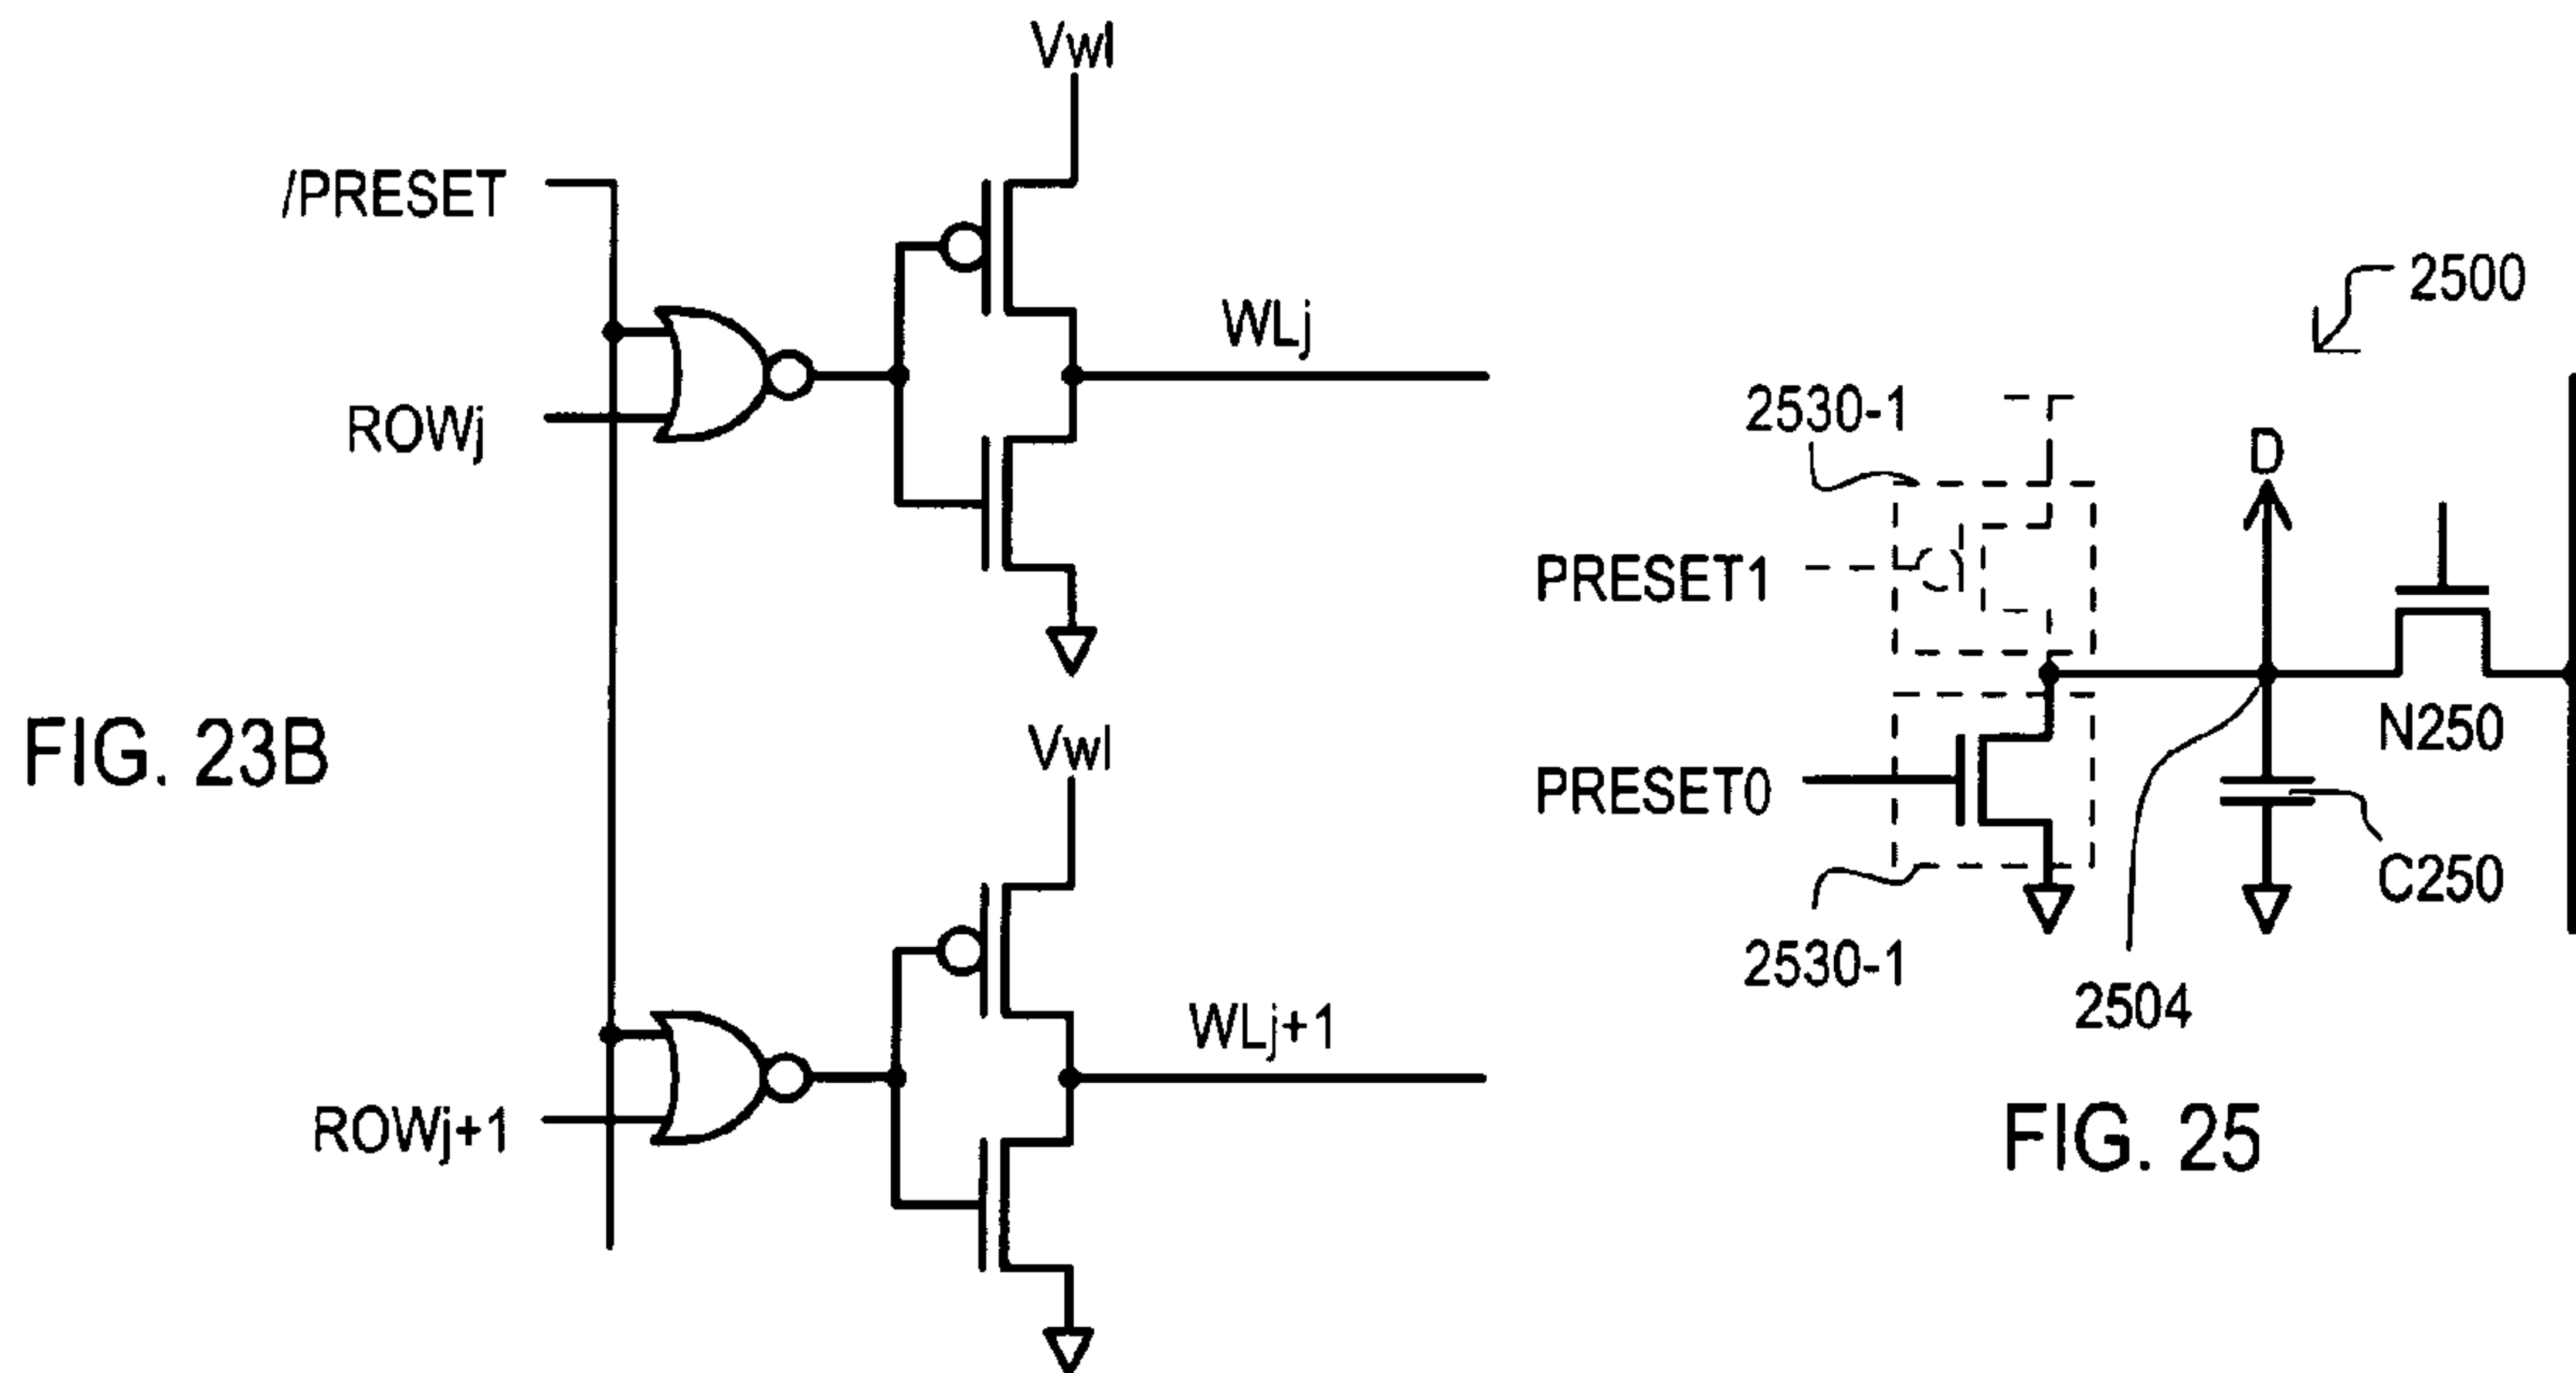 Vwl
/PRESET
ROWj
WLj
FIG. 23B
Vwl
ROWj+1
WLj+1
2500
2530-1
D
PRESET1
N250
PRESET0
C250
2530-1
2504
FIG. 25